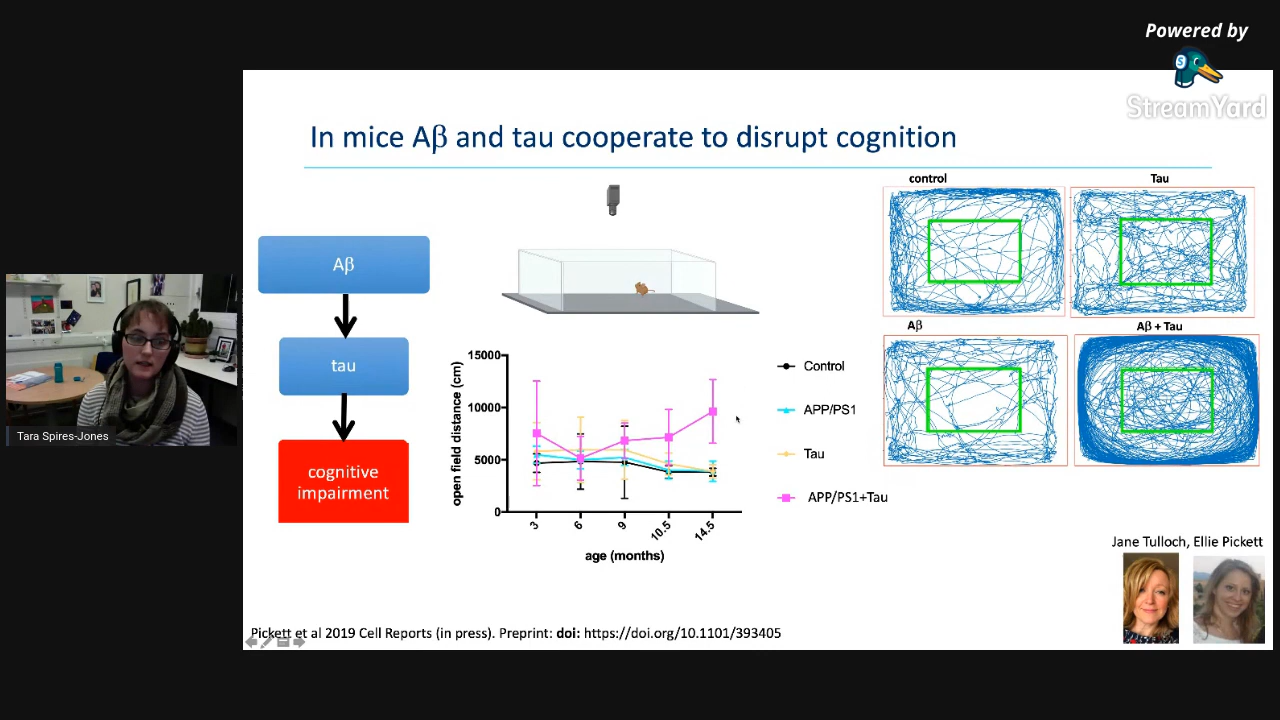 Powered by
StreamYard
In mice Aβ and tau cooperate to disrupt cognition
control
Tau
Aβ
Aβ + Tau
Aβ
tau
cognitive
impairment
open field distance (cm)
15000
10000
5000
0
3
6
9
10.5
14.5
age (months)
Control
APP/PS1
Tau
APP/PS1+Tau
Tara Spires-Jones
Jane Tulloch, Ellie Pickett
Pickett et al 2019 Cell Reports (in press). Preprint: doi: https://doi.org/10.1101/393405